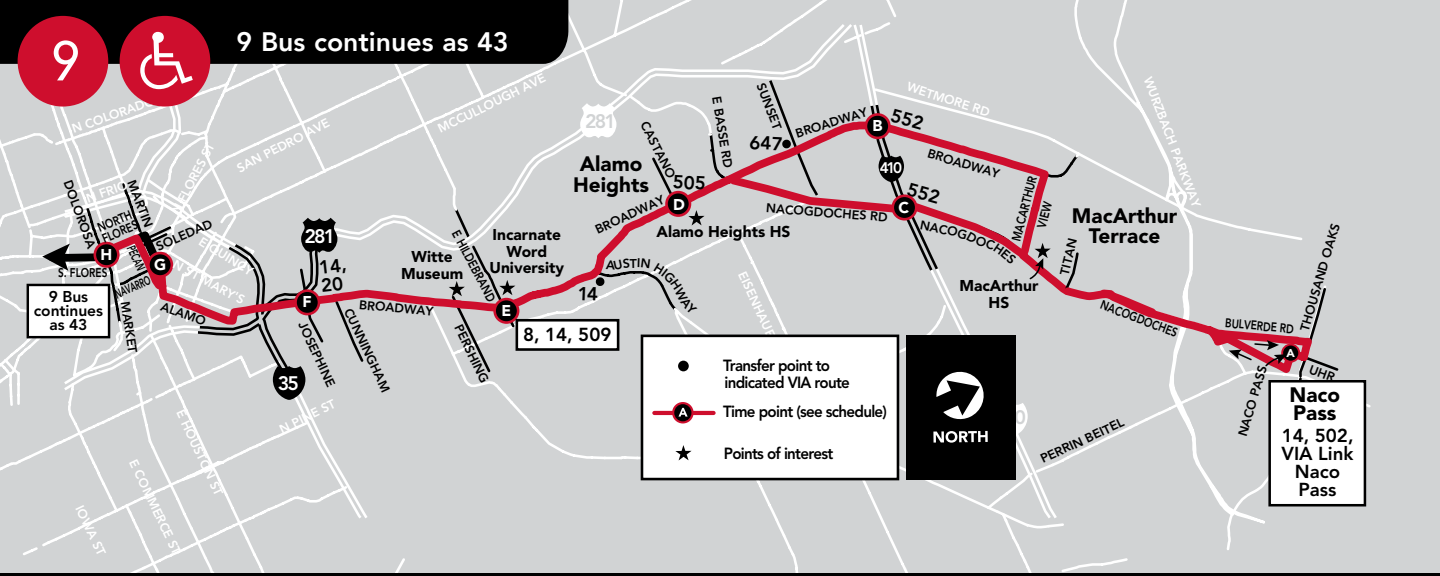 9
9 Bus continues as 43
N COLORADO
SAN PEDRO AVE
MCCULLOUGH AVE
281
N FRIO
N FLORES ST
DOLOROSA
MARTIN
NORTH
FLORES
SOLEDAD
E QUINCY
N ST MARY'S
PECAN
NAVARRO
H
G
S. FLORES
9 Bus
continues
as 43
MARKET
ALAMO
281
14,
20
F
JOSEPHINE
35
CUNNINGHAM
BROADWAY
Witte
Museum
E HILDEBRAND
Incarnate
Word
University
E
8, 14, 509
PERSHING
14
AUSTIN HIGHWAY
BROADWAY
Alamo
Heights
CASTANO
505
D
Alamo Heights HS
E BASSE RD
SUNSET
647
BROADWAY
B
552
410
WETMORE RD
BROADWAY
NACOGDOCHES RD
C
552
NACOGDOCHES
MACARTHUR
VIEW
MacArthur
Terrace
MacArthur
HS
TITAN
WURZBACH PARKWAY
NACOGDOCHES
BULVERDE RD
THOUSAND OAKS
A
UHR
NACO PASS
Naco
Pass
14, 502,
VIA Link
Naco
Pass
PERRIN BEITEL
EISENHAUER
N PINE ST
E HOUSTON ST
E COMMERCE ST
IOWA ST
Transfer point to
indicated VIA route
A
Time point (see schedule)
Points of interest
NORTH